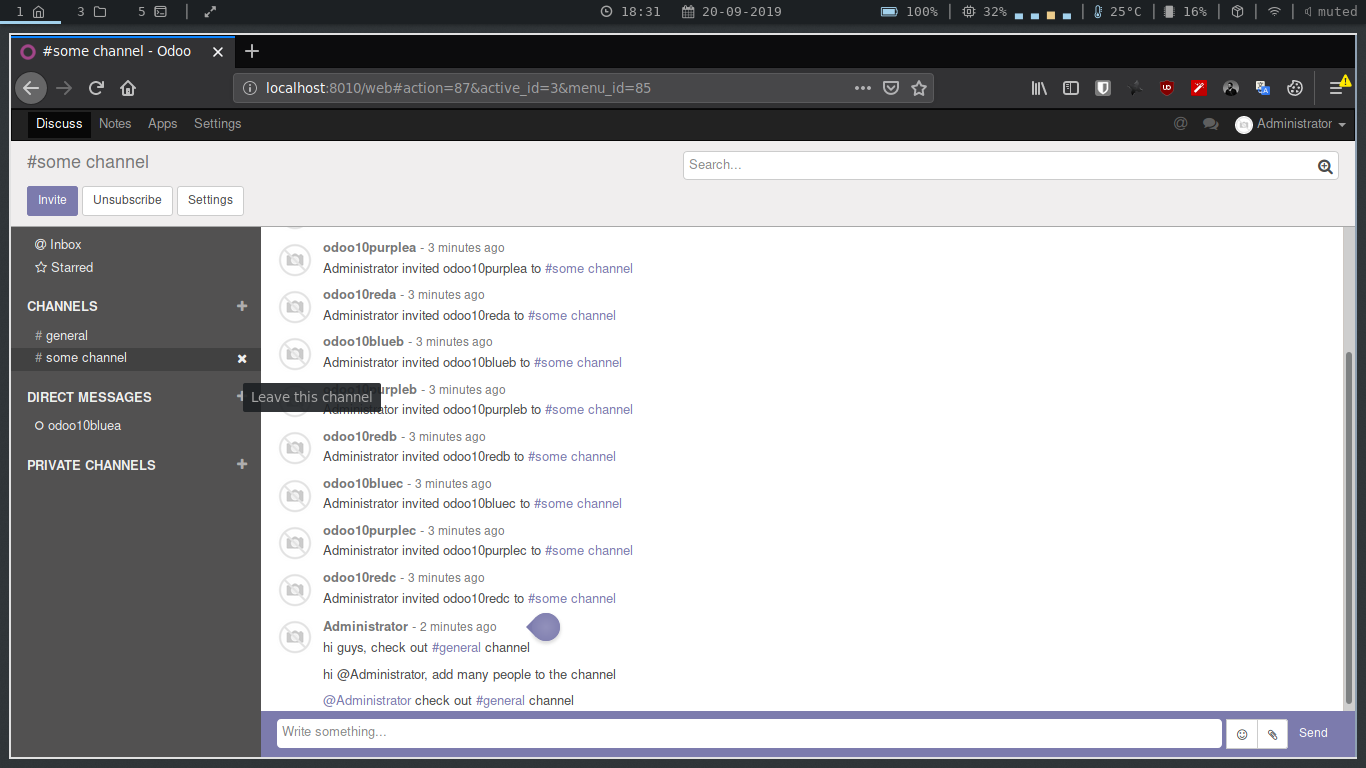 1 3 5 18:31 20-09-2019 100% 32% 25°C 16% muted
#some channel - Odoo
localhost:8010/web#action=87&active_id=3&menu_id=85
Discuss Notes Apps Settings @ Administrator
#some channel
Search...
Invite Unsubscribe Settings
@ Inbox
Starred
CHANNELS +
# general
# some channel
Leave this channel
DIRECT MESSAGES +
odoo10bluea
PRIVATE CHANNELS +
odoo10purplea - 3 minutes ago
Administrator invited odoo10purplea to #some channel
odoo10reda - 3 minutes ago
Administrator invited odoo10reda to #some channel
odoo10blueb - 3 minutes ago
Administrator invited odoo10blueb to #some channel
odoo10purpleb - 3 minutes ago
Administrator invited odoo10purpleb to #some channel
odoo10redb - 3 minutes ago
Administrator invited odoo10redb to #some channel
odoo10bluec - 3 minutes ago
Administrator invited odoo10bluec to #some channel
odoo10purplec - 3 minutes ago
Administrator invited odoo10purplec to #some channel
odoo10redc - 3 minutes ago
Administrator invited odoo10redc to #some channel
Administrator - 2 minutes ago
hi guys, check out #general channel
hi @Administrator, add many people to the channel
@Administrator check out #general channel
Write something... Send